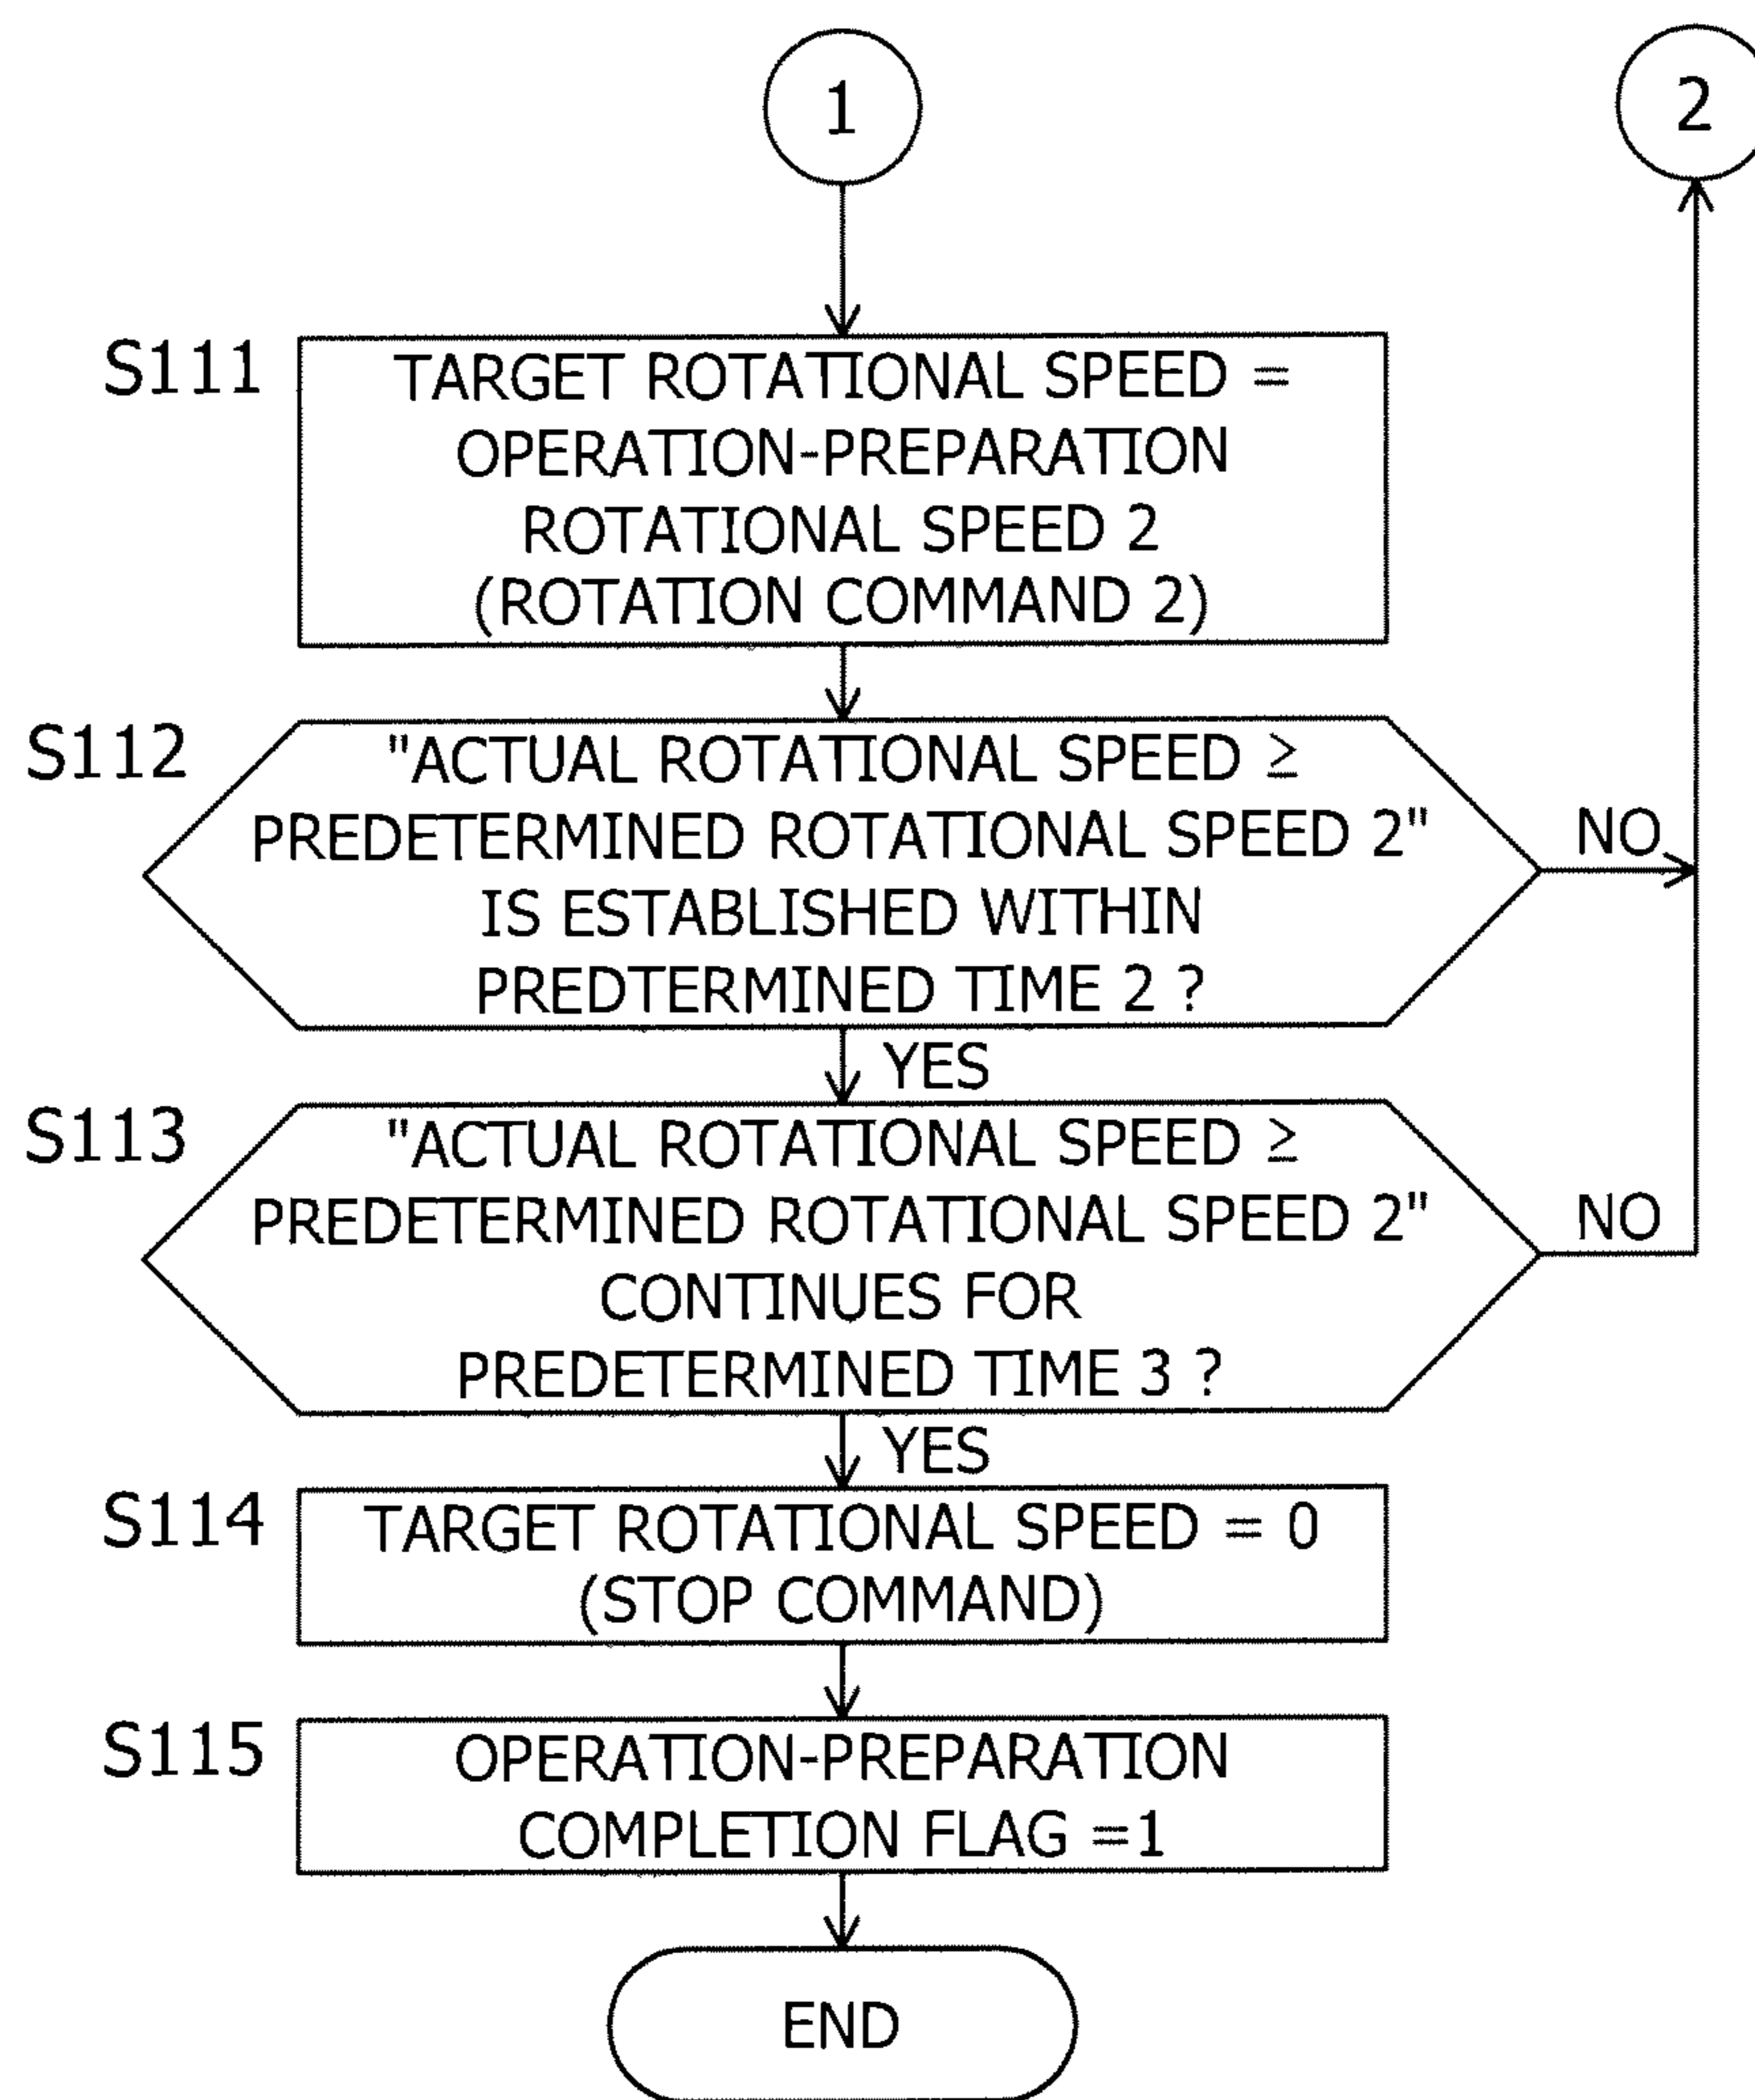 1
2
S111
TARGET ROTATIONAL SPEED =
OPERATION-PREPARATION
ROTATIONAL SPEED 2
(ROTATION COMMAND 2)
S112
"ACTUAL ROTATIONAL SPEED ≥
PREDETERMINED ROTATIONAL SPEED 2"
IS ESTABLISHED WITHIN
PREDTERMINED TIME 2 ?
NO
YES
S113
"ACTUAL ROTATIONAL SPEED ≥
PREDETERMINED ROTATIONAL SPEED 2"
CONTINUES FOR
PREDETERMINED TIME 3 ?
NO
YES
S114
TARGET ROTATIONAL SPEED = 0
(STOP COMMAND)
S115
OPERATION-PREPARATION
COMPLETION FLAG =1
END